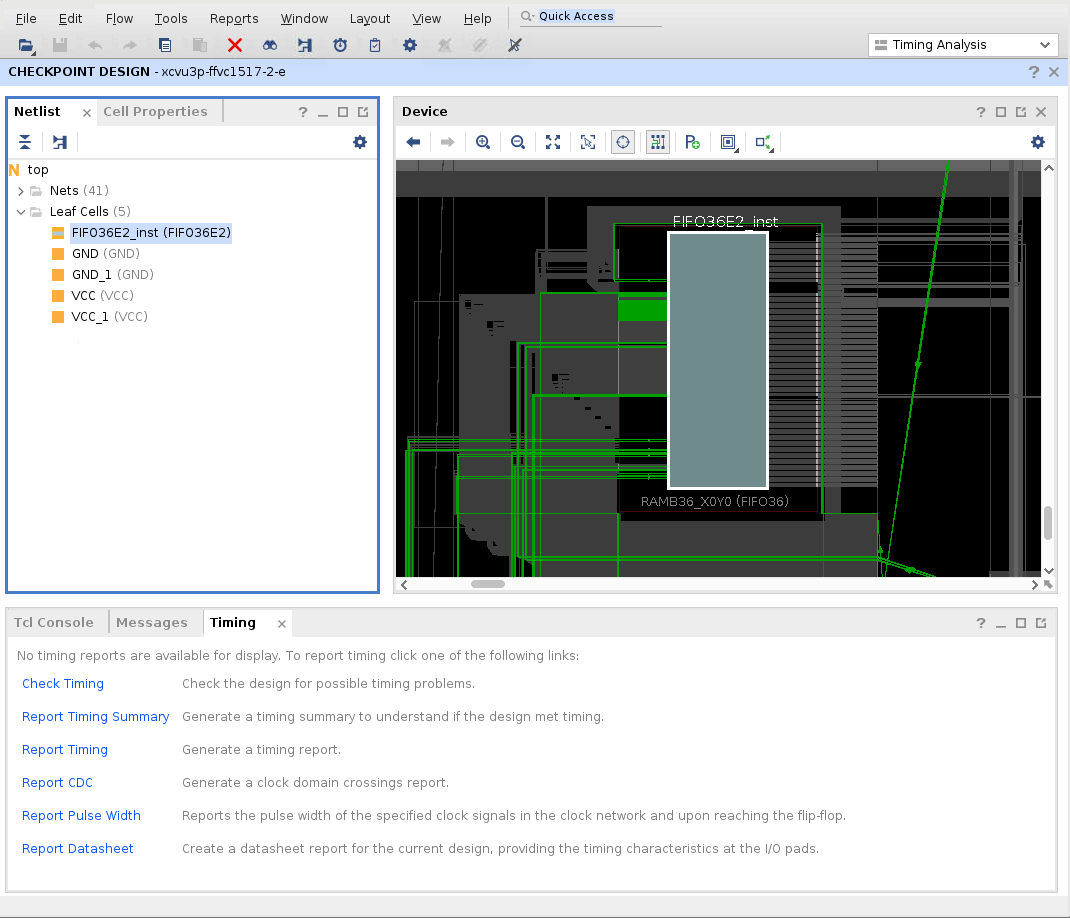 File Edit Flow Tools Reports Window Layout View Help Quick Access
Timing Analysis
CHECKPOINT DESIGN - xcvu3p-ffvc1517-2-e
Netlist Cell Properties
top
Nets (41)
Leaf Cells (5)
FIFO36E2_inst (FIFO36E2)
GND (GND)
GND_1 (GND)
VCC (VCC)
VCC_1 (VCC)
Device
FIFO36E2_inst
RAMB36_X0Y0 (FIFO36)
Tcl Console Messages Timing
No timing reports are available for display. To report timing click one of the following links:
Check Timing Check the design for possible timing problems.
Report Timing Summary Generate a timing summary to understand if the design met timing.
Report Timing Generate a timing report.
Report CDC Generate a clock domain crossings report.
Report Pulse Width Reports the pulse width of the specified clock signals in the clock network and upon reaching the flip-flop.
Report Datasheet Create a datasheet report for the current design, providing the timing characteristics at the I/O pads.